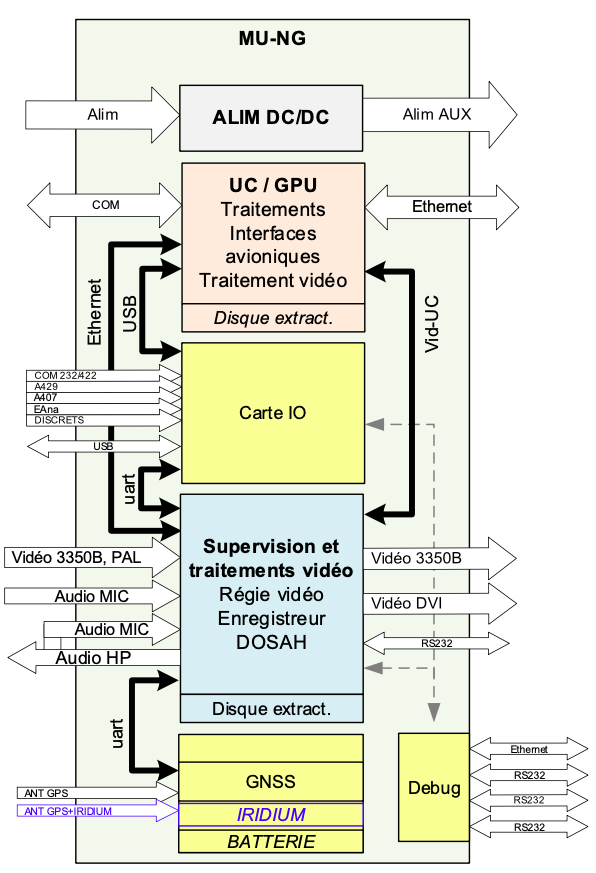 MU-NG
Alim
ALIM DC/DC
Alim AUX
COM
UC / GPU
Traitements
Interfaces
avioniques
Traitement vidéo
Disque extract.
Ethernet
Ethernet
USB
Vid-UC
COM 232/422
A429
A407
EAna
DISCRETS
USB
Carte IO
uart
Vidéo 3350B, PAL
Audio MIC
Audio MIC
Audio HP
Supervision et
traitements vidéo
Régie vidéo
Enregistreur
DOSAH
Disque extract.
Vidéo 3350B
Vidéo DVI
RS232
uart
ANT GPS
ANT GPS+IRIDIUM
GNSS
IRIDIUM
BATTERIE
Debug
Ethernet
RS232
RS232
RS232